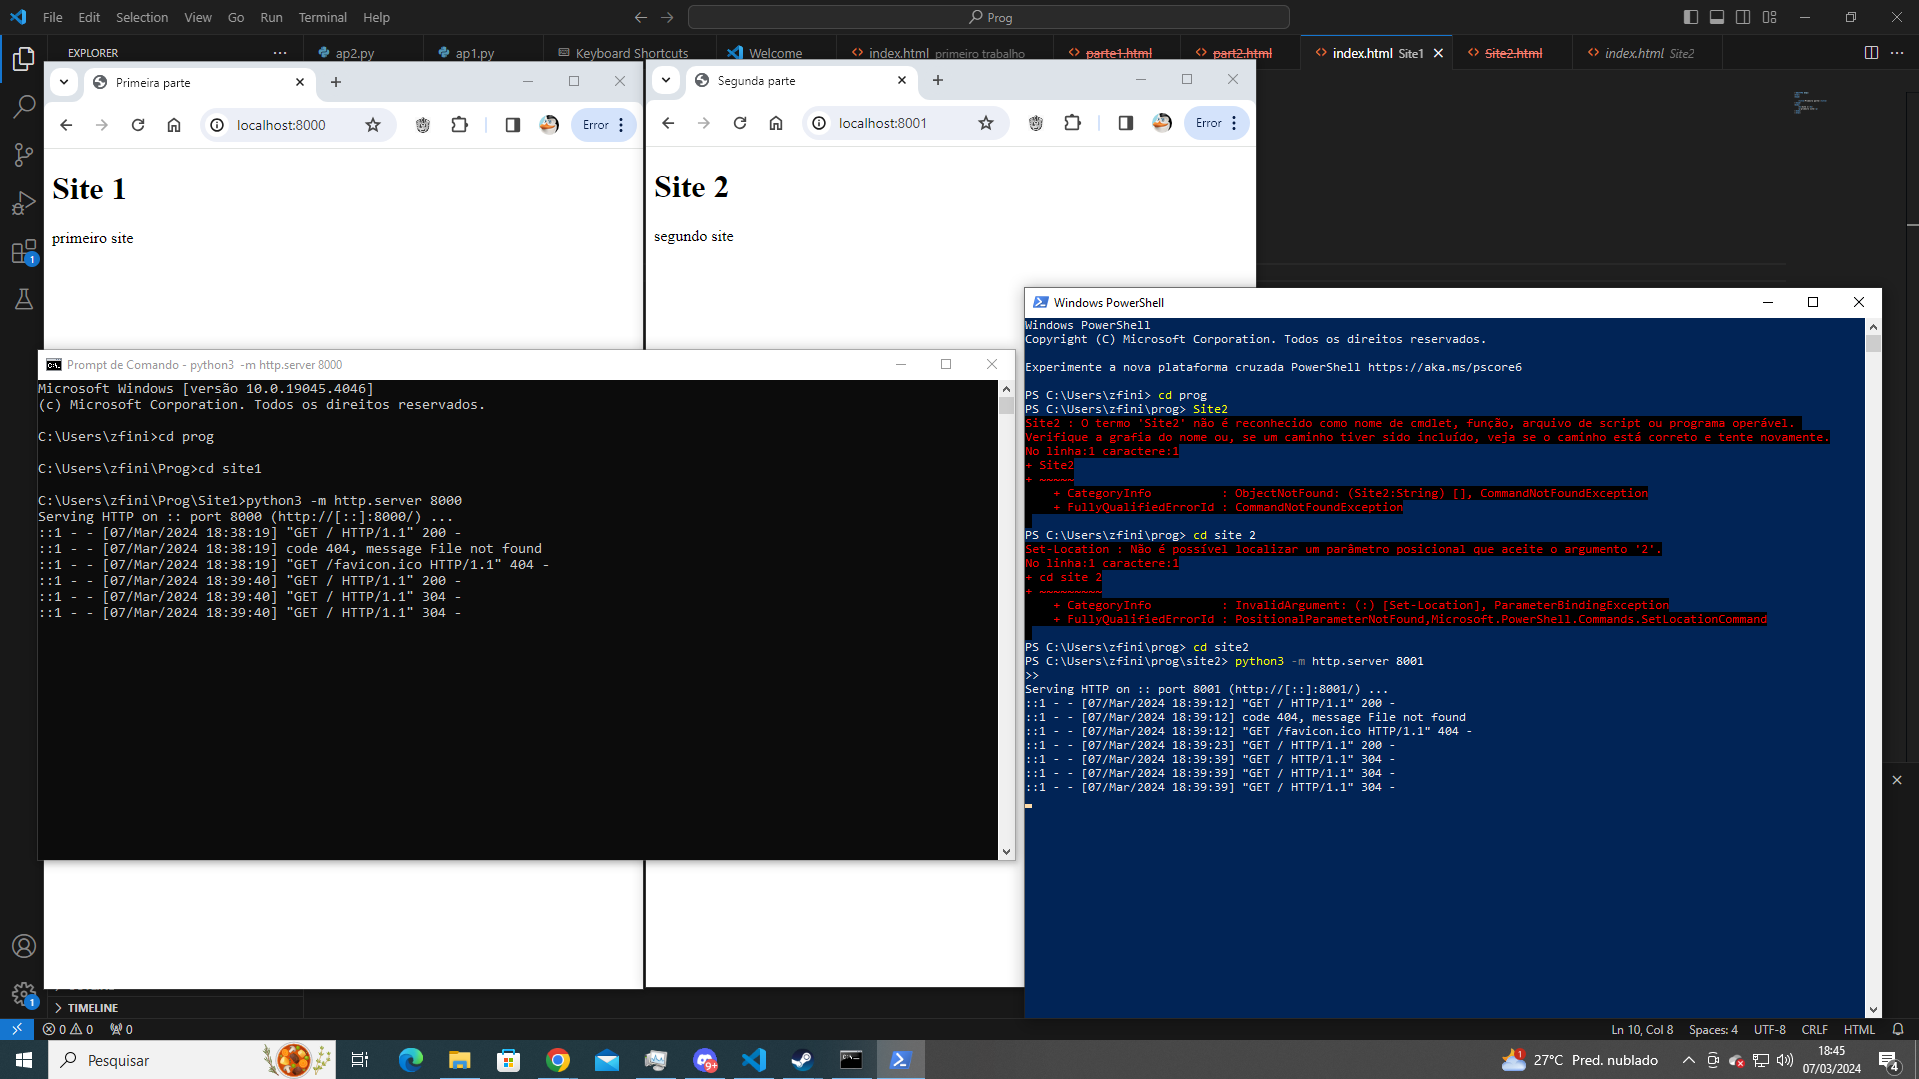 File Edit Selection View Go Run Terminal Help
Prog
EXPLORER
ap2.py
ap1.py
Keyboard Shortcuts
Welcome
index.html primeiro trabalho
parte1.html
part2.html
index.html Site1
Site2.html
index.html Site2
Primeira parte
localhost:8000
Error
Site 1
primeiro site
Segunda parte
localhost:8001
Error
Site 2
segundo site
Prompt de Comando - python3 -m http.server 8000
Microsoft Windows [versão 10.0.19045.4046]
(c) Microsoft Corporation. Todos os direitos reservados.
C:\Users\zfini>cd prog
C:\Users\zfini\Prog>cd site1
C:\Users\zfini\Prog\Site1>python3 -m http.server 8000
Serving HTTP on :: port 8000 (http://[::]:8000/) ...
::1 - - [07/Mar/2024 18:38:19] "GET / HTTP/1.1" 200 -
::1 - - [07/Mar/2024 18:38:19] code 404, message File not found
::1 - - [07/Mar/2024 18:38:19] "GET /favicon.ico HTTP/1.1" 404 -
::1 - - [07/Mar/2024 18:39:40] "GET / HTTP/1.1" 200 -
::1 - - [07/Mar/2024 18:39:40] "GET / HTTP/1.1" 304 -
::1 - - [07/Mar/2024 18:39:40] "GET / HTTP/1.1" 304 -
Windows PowerShell
Windows PowerShell
Copyright (C) Microsoft Corporation. Todos os direitos reservados.
Experimente a nova plataforma cruzada PowerShell https://aka.ms/pscore6
PS C:\Users\zfini> cd prog
PS C:\Users\zfini\prog> Site2
Site2 : O termo 'Site2' não é reconhecido como nome de cmdlet, função, arquivo de script ou programa operável.
Verifique a grafia do nome ou, se um caminho tiver sido incluído, veja se o caminho está correto e tente novamente.
No linha:1 caractere:1
+ Site2
+ ~~~~~
+ CategoryInfo : ObjectNotFound: (Site2:String) [], CommandNotFoundException
+ FullyQualifiedErrorId : CommandNotFoundException
PS C:\Users\zfini\prog> cd site 2
Set-Location : Não é possível localizar um parâmetro posicional que aceite o argumento '2'.
No linha:1 caractere:1
+ cd site 2
+ ~~~~~~~~~
+ CategoryInfo : InvalidArgument: (:) [Set-Location], ParameterBindingException
+ FullyQualifiedErrorId : PositionalParameterNotFound,Microsoft.PowerShell.Commands.SetLocationCommand
PS C:\Users\zfini\prog> cd site2
PS C:\Users\zfini\prog\site2> python3 -m http.server 8001
>>
Serving HTTP on :: port 8001 (http://[::]:8001/) ...
::1 - - [07/Mar/2024 18:39:12] "GET / HTTP/1.1" 200 -
::1 - - [07/Mar/2024 18:39:12] code 404, message File not found
::1 - - [07/Mar/2024 18:39:12] "GET /favicon.ico HTTP/1.1" 404 -
::1 - - [07/Mar/2024 18:39:23] "GET / HTTP/1.1" 200 -
::1 - - [07/Mar/2024 18:39:39] "GET / HTTP/1.1" 304 -
::1 - - [07/Mar/2024 18:39:39] "GET / HTTP/1.1" 304 -
::1 - - [07/Mar/2024 18:39:39] "GET / HTTP/1.1" 304 -
1
1
TIMELINE
0 0 0
Ln 10, Col 8 Spaces: 4 UTF-8 CRLF HTML
Pesquisar
9+
1
27°C Pred. nublado
18:45
07/03/2024
4